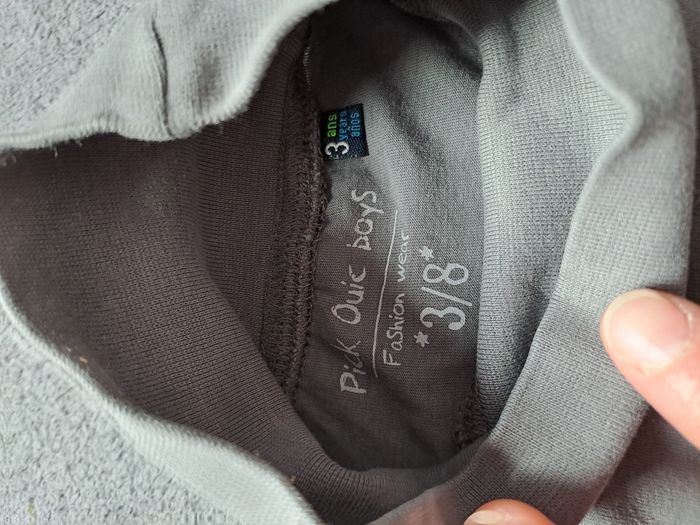 3 ans
years
años
Pick Ouic boys
Fashion wear
*3/8*